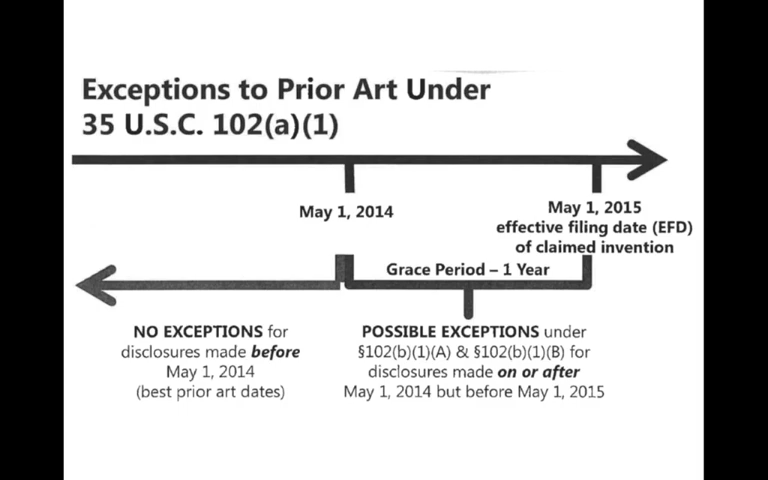 Exceptions to Prior Art Under
35 U.S.C. 102(a)(1)
May 1, 2014
May 1, 2015
effective filing date (EFD)
of claimed invention
Grace Period – 1 Year
NO EXCEPTIONS for
disclosures made before
May 1, 2014
(best prior art dates)
POSSIBLE EXCEPTIONS under
§102(b)(1)(A) & §102(b)(1)(B) for
disclosures made on or after
May 1, 2014 but before May 1, 2015